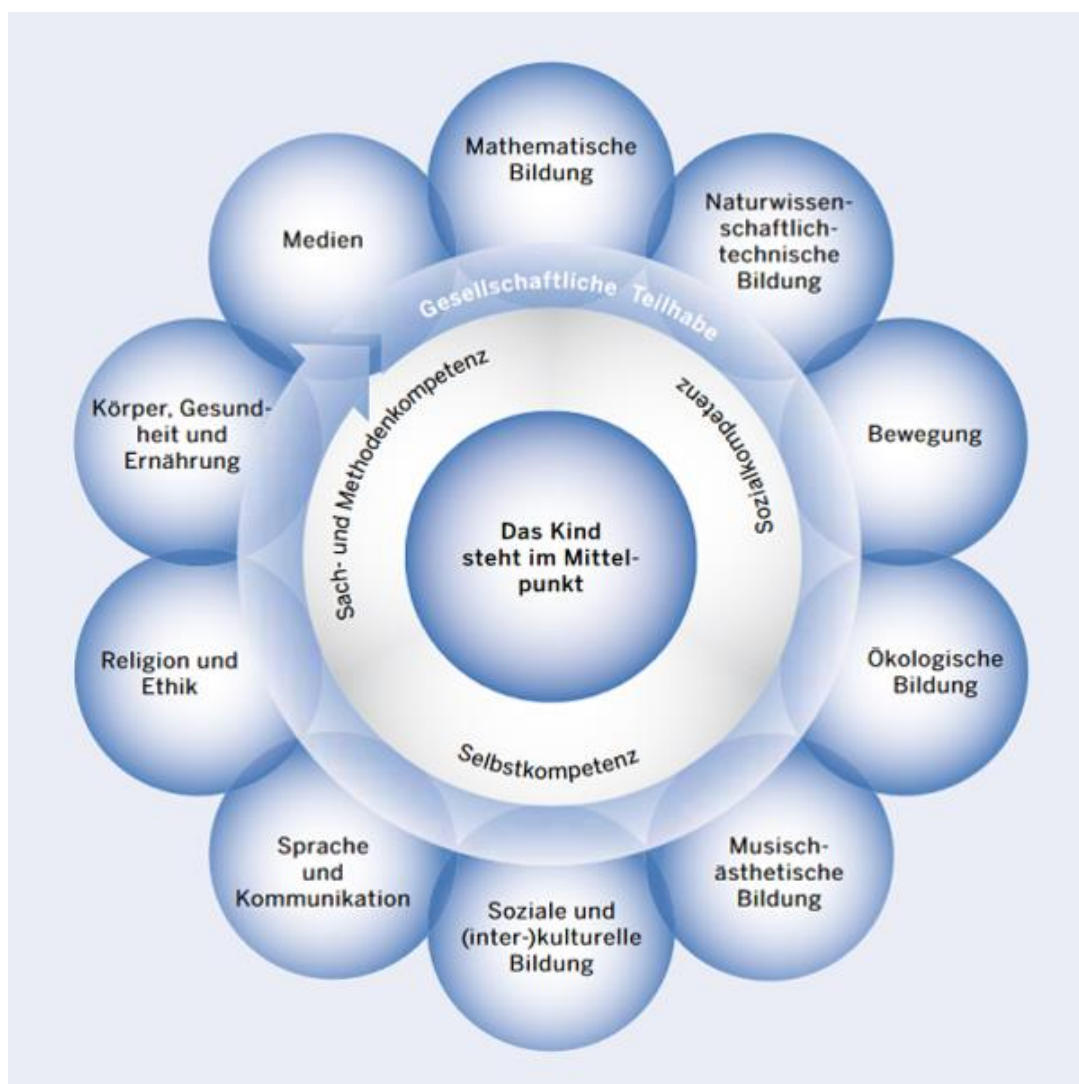 Mathematische
Bildung
Naturwissen-
schaftlich-
technische
Bildung
Bewegung
Ökologische
Bildung
Musisch-
ästhetische
Bildung
Soziale und
(inter-)kulturelle
Bildung
Sprache
und
Kommunikation
Religion und
Ethik
Körper, Gesund-
heit und
Ernährung
Medien
Gesellschaftliche Teilhabe
Sach- und Methodenkompetenz
Sozialkompetenz
Selbstkompetenz
Das Kind
steht im Mittel-
punkt